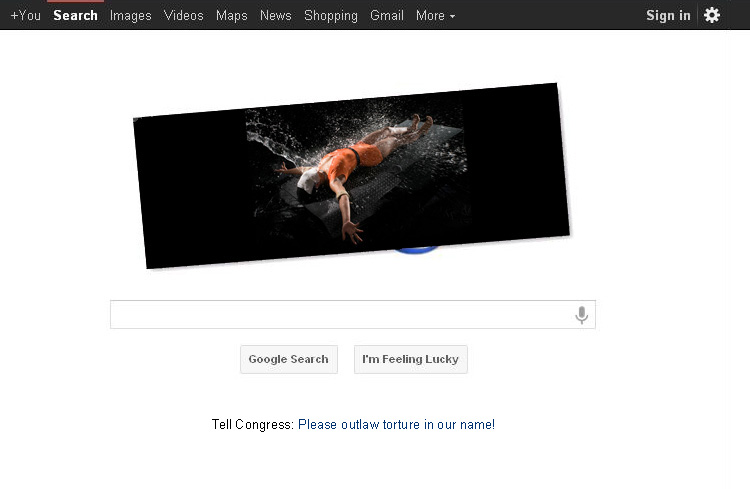 +You Search Images Videos Maps News Shopping Gmail More Sign in
Google Search I'm Feeling Lucky
Tell Congress: Please outlaw torture in our name!